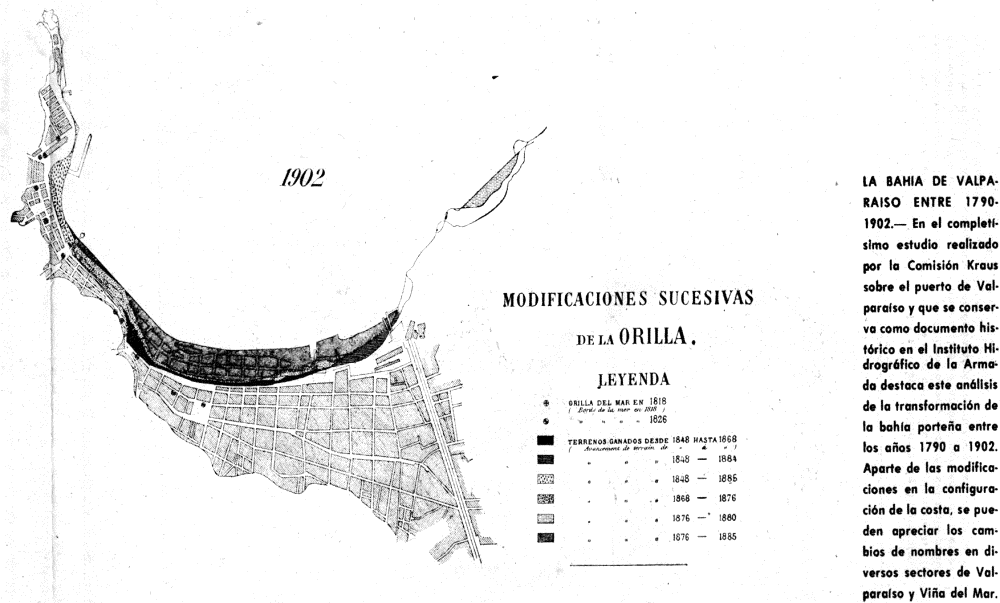 1902
MODIFICACIONES SUCESIVAS
DE LA ORILLA.
LEYENDA
ORILLA DEL MAR EN 1818
( Bords de la mer en 1818 )
" " " " 1826
TERRENOS GANADOS DESDE 1848 HASTA 1868
( Avancement de terrain de " à " )
" " " 1848 — 1884
" " " 1848 — 1885
" " " 1868 — 1876
" " " 1876 — 1880
" " " 1876 — 1885
LA BAHIA DE VALPA-
RAISO ENTRE 1790-
1902.— En el completí-
simo estudio realizado
por la Comisión Kraus
sobre el puerto de Val-
paraíso y que se conser-
va como documento his-
tórico en el Instituto Hi-
drográfico de la Arma-
da destaca este análisis
de la transformación de
la bahía porteña entre
los años 1790 a 1902.
Aparte de las modifica-
ciones en la configura-
ción de la costa, se pue-
den apreciar los cam-
bios de nombres en di-
versos sectores de Val-
paraíso y Viña del Mar.